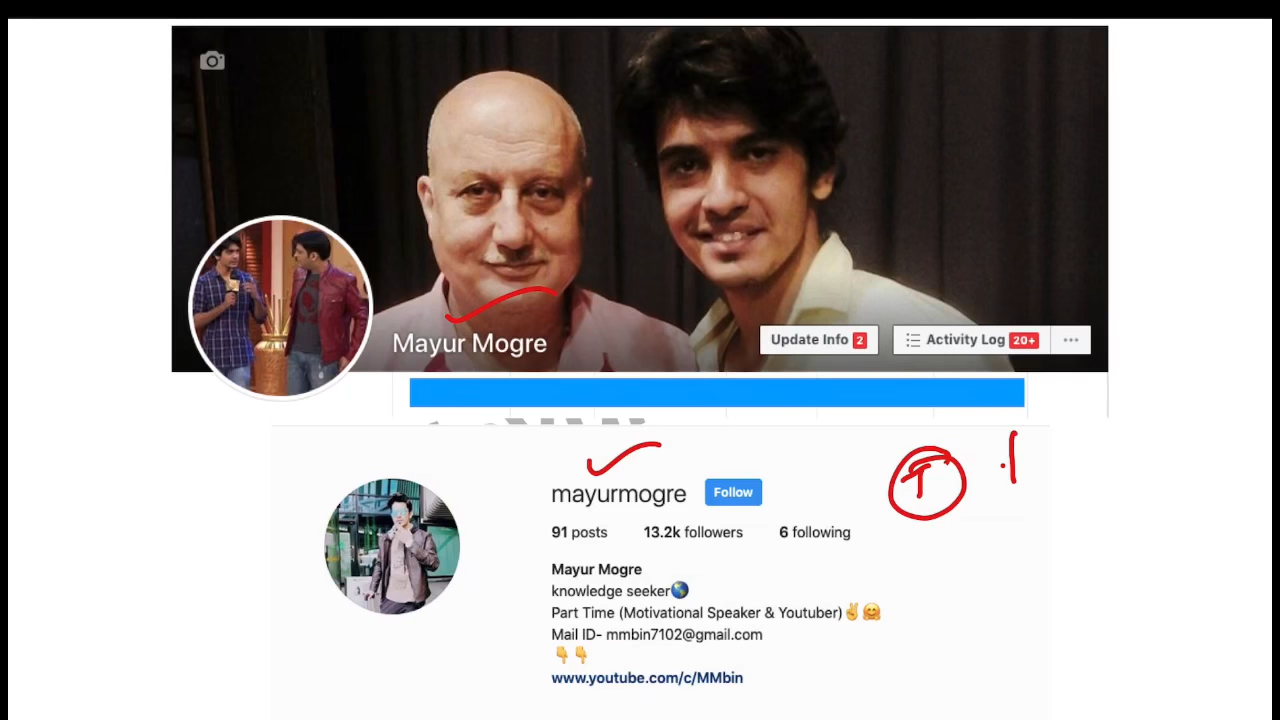 Mayur Mogre
Update Info 2
Activity Log 20+
mayurmogre Follow
91 posts 13.2k followers 6 following
Mayur Mogre
knowledge seeker🌎
Part Time (Motivational Speaker & Youtuber)✌🤗
Mail ID- mmbin7102@gmail.com
👇👇
www.youtube.com/c/MMbin